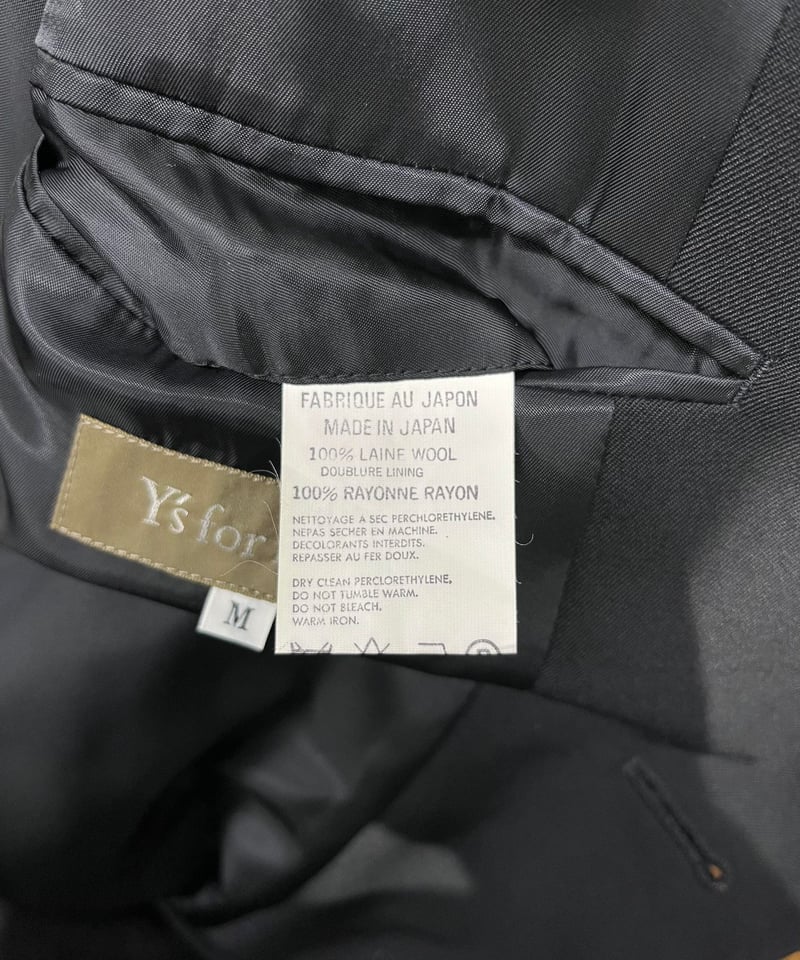 FABRIQUE AU JAPON
MADE IN JAPAN
100% LAINE WOOL
DOUBLURE LINING
100% RAYONNE RAYON
NETTOYAGE A SEC PERCHLORETHYLENE.
NEPAS SECHER EN MACHINE.
DECOLORANTS INTERDITS.
REPASSER AU FER DOUX.
DRY CLEAN PERCLORETHYLENE.
DO NOT TUMBLE WARM.
DO NOT BLEACH.
WARM IRON.
Y's for
M